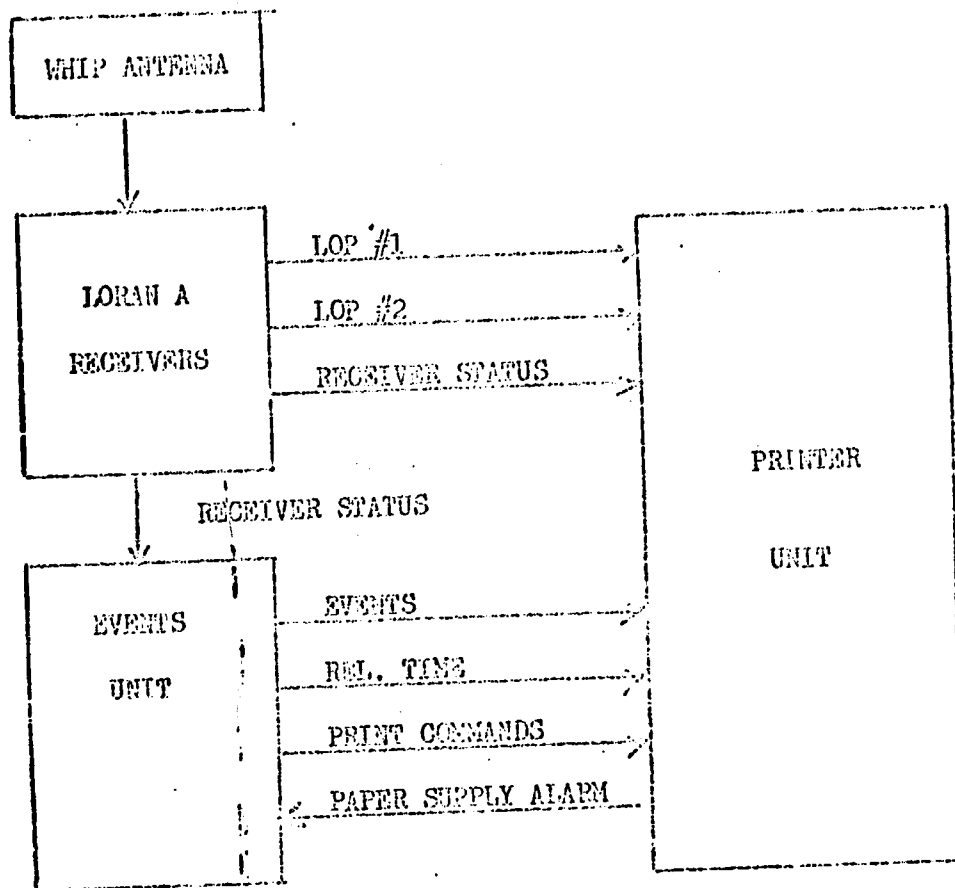 WHIP ANTENNA
LORAN A
RECEIVERS
LOP #1
LOP #2
RECEIVER STATUS
PRINTER
UNIT
RECEIVER STATUS
EVENTS
UNIT
EVENTS
REL. TIME
PRINT COMMANDS
PAPER SUPPLY ALARM